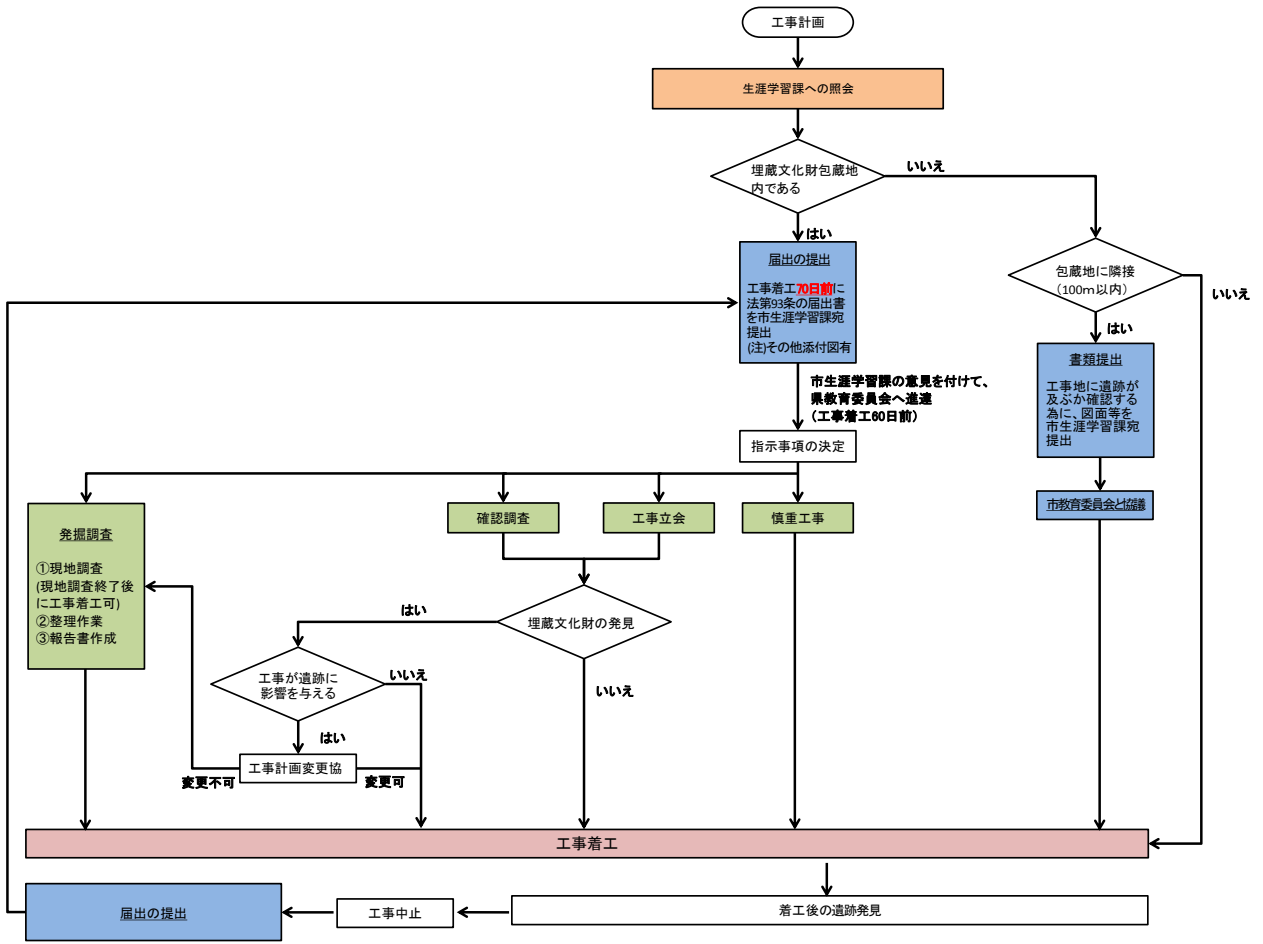 工事計画
生涯学習課への照会
埋蔵文化財包蔵地
内である
いいえ
はい
届出の提出
工事着工70日前に
法第93条の届出書
を市生涯学習課宛
提出
(注)その他添付図有
包蔵地に隣接
（100m以内）
いいえ
はい
書類提出
工事地に遺跡が
及ぶか確認する
為に、図面等を
市生涯学習課宛
提出
市生涯学習課の意見を付けて、
県教育委員会へ進達
（工事着工60日前）
指示事項の決定
市教育委員会と協議
発掘調査
①現地調査
(現地調査終了後
に工事着工可)
②整理作業
③報告書作成
確認調査
工事立会
慎重工事
はい
埋蔵文化財の発見
いいえ
工事が遺跡に
影響を与える
いいえ
はい
工事計画変更協
変更不可
変更可
工事着工
届出の提出
工事中止
着工後の遺跡発見